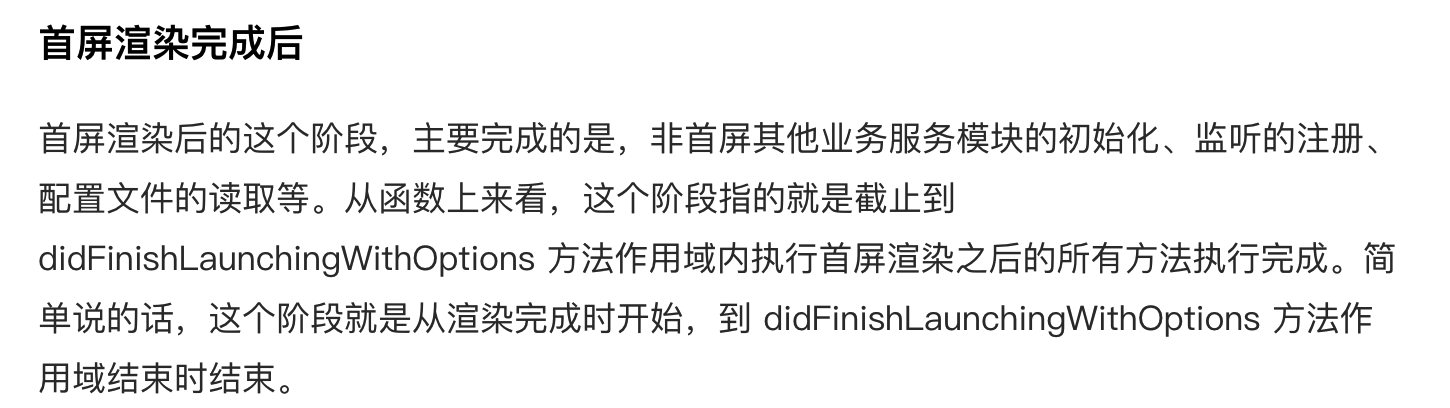 首屏渲染完成后
首屏渲染后的这个阶段，主要完成的是，非首屏其他业务服务模块的初始化、监听的注册、
配置文件的读取等。从函数上来看，这个阶段指的就是截止到
didFinishLaunchingWithOptions 方法作用域内执行首屏渲染之后的所有方法执行完成。简
单说的话，这个阶段就是从渲染完成时开始，到 didFinishLaunchingWithOptions 方法作
用域结束时结束。